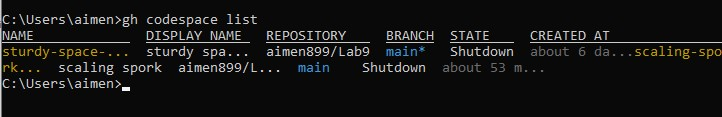 C:\Users\aimen>gh codespace list
NAME DISPLAY NAME REPOSITORY BRANCH STATE CREATED AT
sturdy-space-... sturdy spa... aimen899/Lab9 main* Shutdown about 6 da...scaling-spo
rk... scaling spork aimen899/L... main Shutdown about 53 m...
C:\Users\aimen>